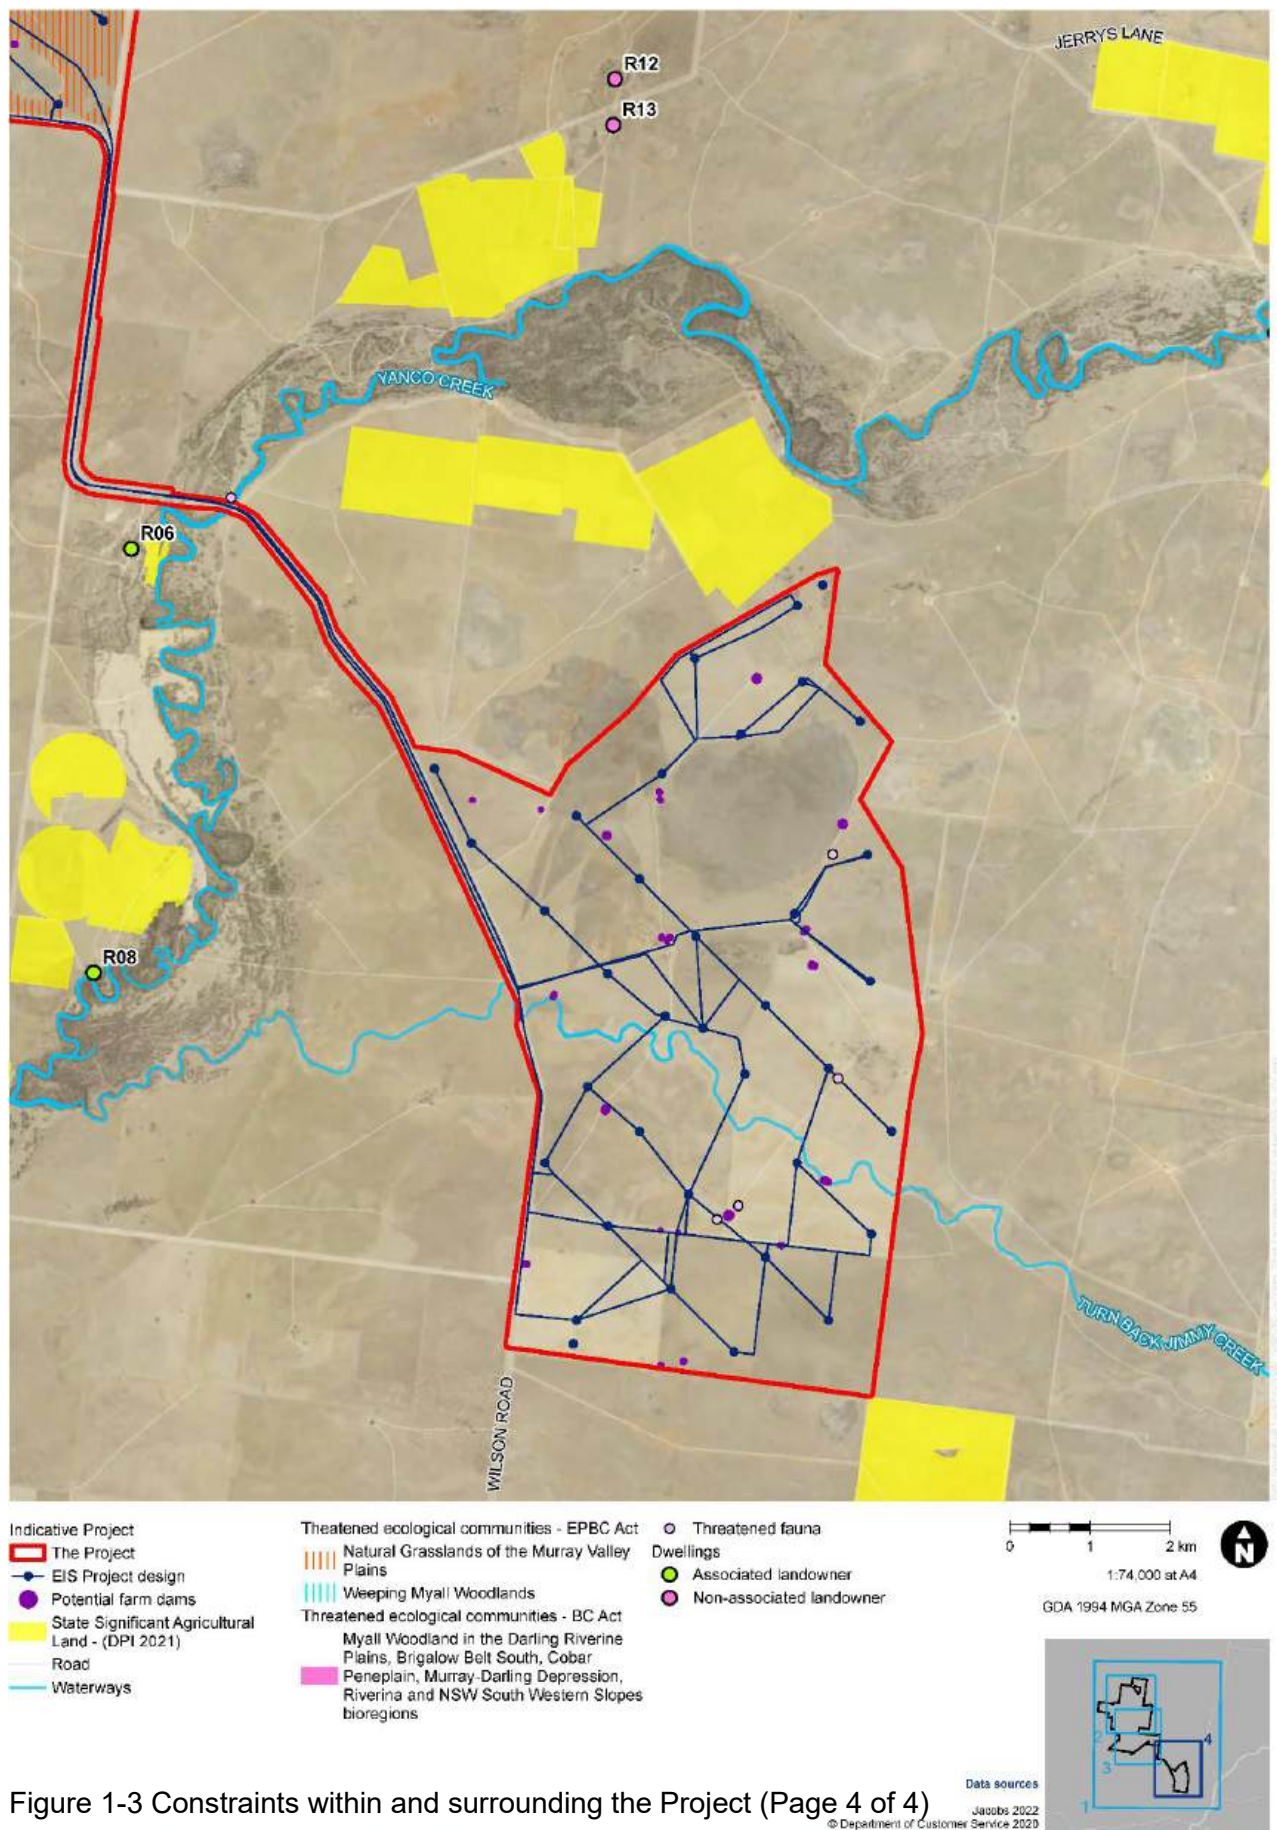 JERRYS LANE
R12
R13
YANCO CREEK
R06
R08
TURN BACK JIMMY CREEK
WILSON ROAD
Indicative Project
The Project
EIS Project design
Potential farm dams
State Significant Agricultural
Land - (DPI 2021)
Road
Waterways
Theatened ecological communities - EPBC Act
Natural Grasslands of the Murray Valley
Plains
Weeping Myall Woodlands
Threatened ecological communities - BC Act
Myall Woodland in the Darling Riverine
Plains, Brigalow Belt South, Cobar
Peneplain, Murray-Darling Depression,
Riverina and NSW South Western Slopes
bioregions
Threatened fauna
Dwellings
Associated landowner
Non-associated landowner
0 1 2 km
1:74,000 at A4
GDA 1994 MGA Zone 55
N
1
2
3
4
Data sources
Jacobs 2022
© Department of Customer Service 2020
Figure 1-3 Constraints within and surrounding the Project (Page 4 of 4)